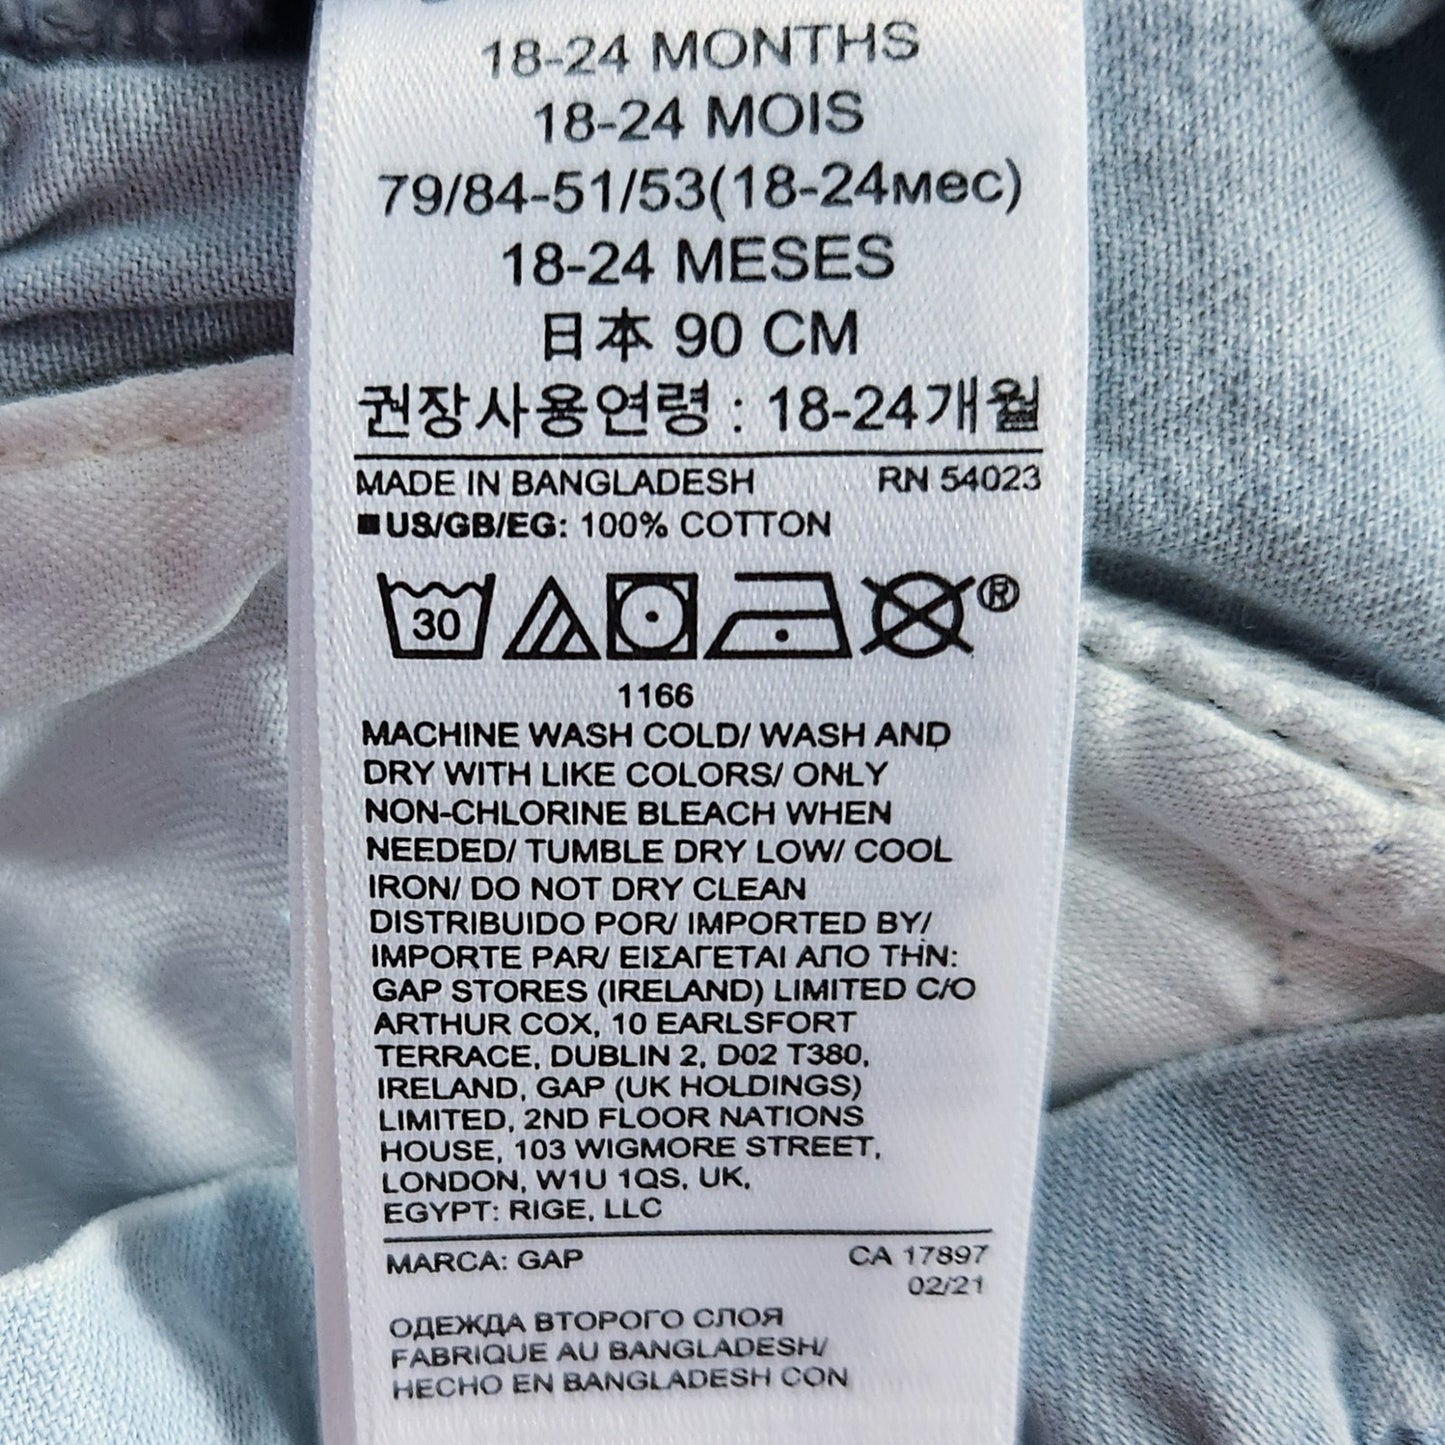 18-24 MONTHS
18-24 MOIS
79/84-51/53(18-24мес)
18-24 MESES
日本 90 CM
권장사용연령 : 18-24개월
MADE IN BANGLADESH RN 54023
■US/GB/EG: 100% COTTON
30 ®
1166
MACHINE WASH COLD/ WASH AND
DRY WITH LIKE COLORS/ ONLY
NON-CHLORINE BLEACH WHEN
NEEDED/ TUMBLE DRY LOW/ COOL
IRON/ DO NOT DRY CLEAN
DISTRIBUIDO POR/ IMPORTED BY/
IMPORTE PAR/ ΕΙΣΑΓΕΤΑΙ ΑΠΟ ΤΗΝ:
GAP STORES (IRELAND) LIMITED C/O
ARTHUR COX, 10 EARLSFORT
TERRACE, DUBLIN 2, D02 T380,
IRELAND, GAP (UK HOLDINGS)
LIMITED, 2ND FLOOR NATIONS
HOUSE, 103 WIGMORE STREET,
LONDON, W1U 1QS, UK,
EGYPT: RIGE, LLC
MARCA: GAP CA 17897
02/21
ОДЕЖДА ВТОРОГО СЛОЯ
FABRIQUE AU BANGLADESH/
HECHO EN BANGLADESH CON